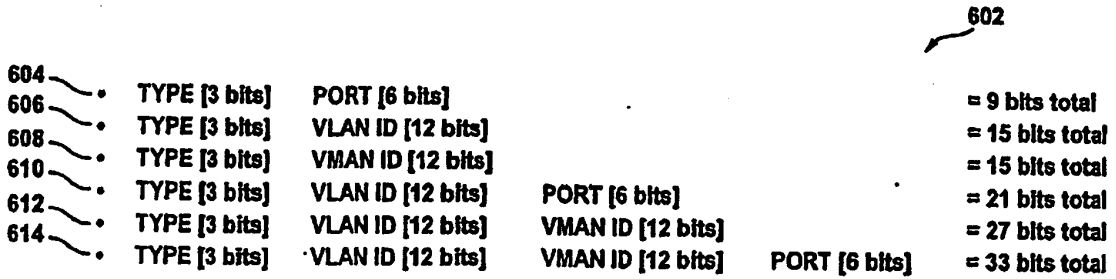 602
604 • TYPE [3 bits] PORT [6 bits] = 9 bits total
606 • TYPE [3 bits] VLAN ID [12 bits] = 15 bits total
608 • TYPE [3 bits] VMAN ID [12 bits] = 15 bits total
610 • TYPE [3 bits] VLAN ID [12 bits] PORT [6 bits] = 21 bits total
612 • TYPE [3 bits] VLAN ID [12 bits] VMAN ID [12 bits] = 27 bits total
614 • TYPE [3 bits] VLAN ID [12 bits] VMAN ID [12 bits] PORT [6 bits] = 33 bits total